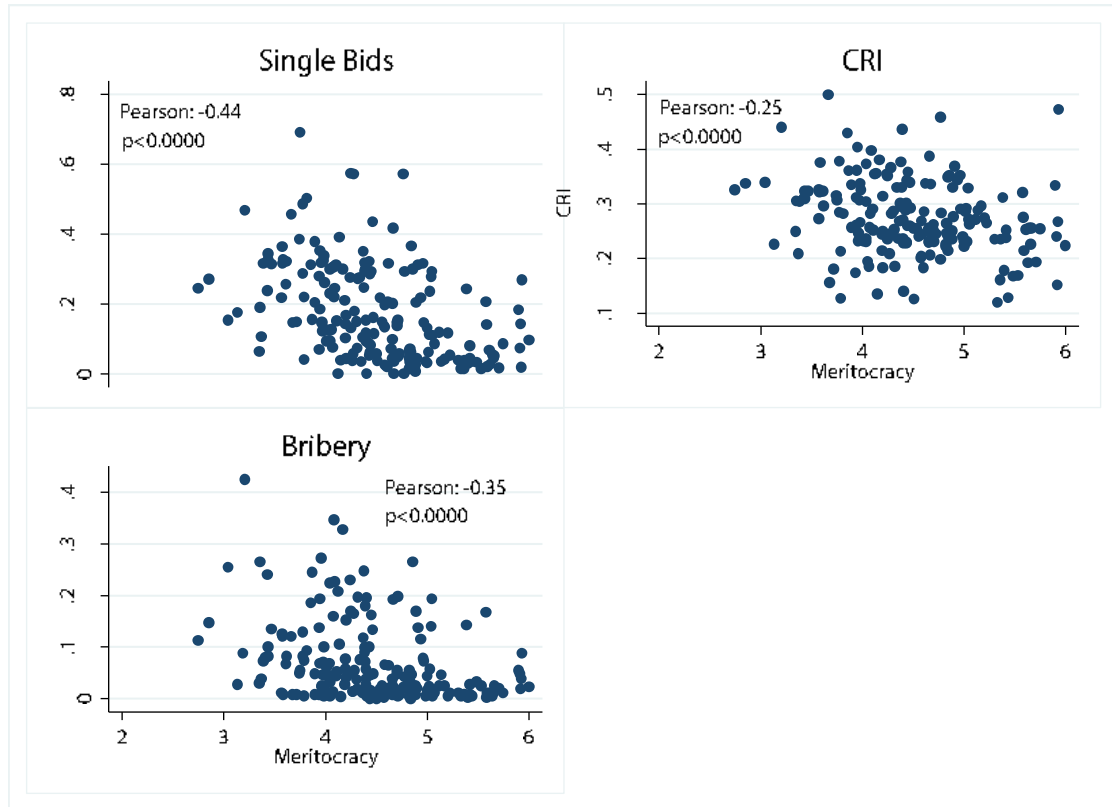 Single Bids
.8
.6
.4
.2
0
Pearson: -0.44
p<0.0000
CRI
CRI
.5
.4
.3
.2
.1
Pearson: -0.25
p<0.0000
2 3 4 5 6
Meritocracy
Bribery
.4
.3
.2
.1
0
Pearson: -0.35
p<0.0000
2 3 4 5 6
Meritocracy